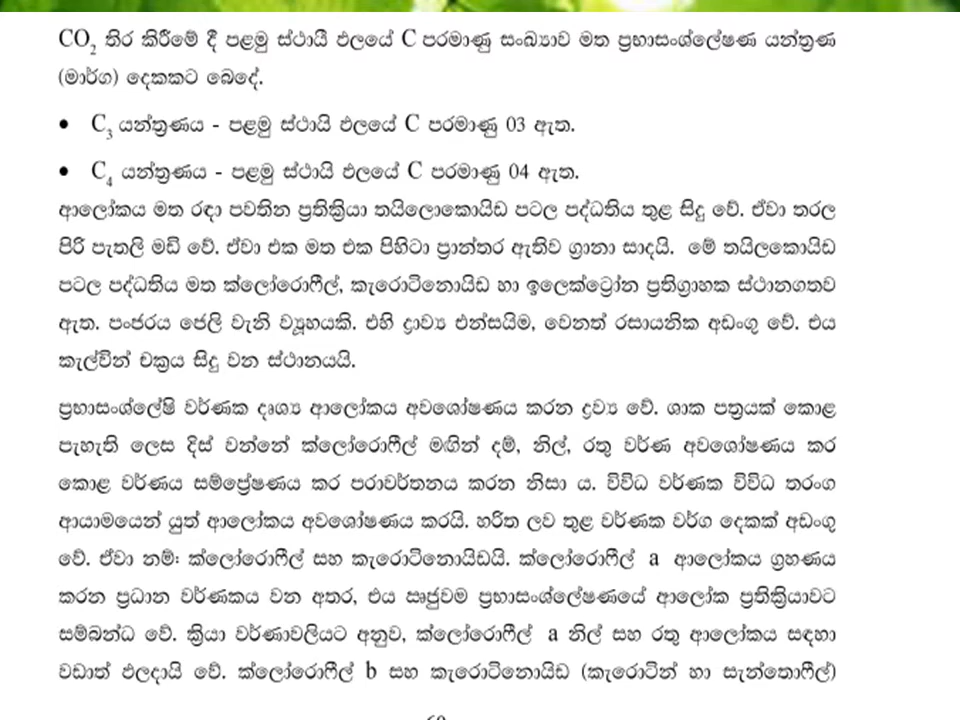 CO₂ තිර කිරීමේ දී පළමු ස්ථායී ඵලයේ C පරමාණු සංඛ්‍යාව මත ප්‍රභාසංශ්ලේෂණ යන්ත්‍රණ
(මාර්ග) දෙකකට බෙදේ.
• C₃ යන්ත්‍රණය - පළමු ස්ථායි ඵලයේ C පරමාණු 03 ඇත.
• C₄ යන්ත්‍රණය - පළමු ස්ථායි ඵලයේ C පරමාණු 04 ඇත.
ආලෝකය මත රඳා පවතින ප්‍රතික්‍රියා තයිලොකොයිඩ පටල පද්ධතිය තුළ සිදු වේ. ඒවා තරල
පිරි පැතලි මඩි වේ. ඒවා එක මත එක පිහිටා ප්‍රාන්තර ඇතිව ග්‍රානා සාදයි. මේ තයිලකොයිඩ
පටල පද්ධතිය මත ක්ලෝරොෆීල්, කැරොටිනොයිඩ හා ඉලෙක්ට්‍රෝන ප්‍රතිග්‍රාහක ස්ථානගතව
ඇත. පංජරය ජෙලි වැනි ව්‍යූහයකි. එහි ද්‍රාව්‍ය එන්සයිම, වෙනත් රසායනික අඩංගු වේ. එය
කැල්වින් චක්‍රය සිදු වන ස්ථානයයි.
ප්‍රභාසංශ්ලේෂි වර්ණක දෘශ්‍ය ආලෝකය අවශෝෂණය කරන ද්‍රව්‍ය වේ. ශාක පත්‍රයක් කොළ
පැහැති ලෙස දිස් වන්නේ ක්ලෝරොෆීල් මඟින් දම්, නිල්, රතු වර්ණ අවශෝෂණය කර
කොළ වර්ණය සම්ප්‍රේෂණය කර පරාවර්තනය කරන නිසා ය. විවිධ වර්ණක විවිධ තරංග
ආයාමයෙන් යුත් ආලෝකය අවශෝෂණය කරයි. හරිත ලව තුළ වර්ණක වර්ග දෙකක් අඩංගු
වේ. ඒවා නම්: ක්ලෝරොෆීල් සහ කැරොටිනොයිඩයි. ක්ලෝරොෆීල් a ආලෝකය ග්‍රහණය
කරන ප්‍රධාන වර්ණකය වන අතර, එය ඍජුවම ප්‍රභාසංශ්ලේෂණයේ ආලෝක ප්‍රතික්‍රියාවට
සම්බන්ධ වේ. ක්‍රියා වර්ණාවලියට අනුව, ක්ලෝරොෆීල් a නිල් සහ රතු ආලෝකය සඳහා
වඩාත් ඵලදායි වේ. ක්ලෝරොෆීල් b සහ කැරොටිනොයිඩ (කැරොටින් හා සැන්තොෆීල්)